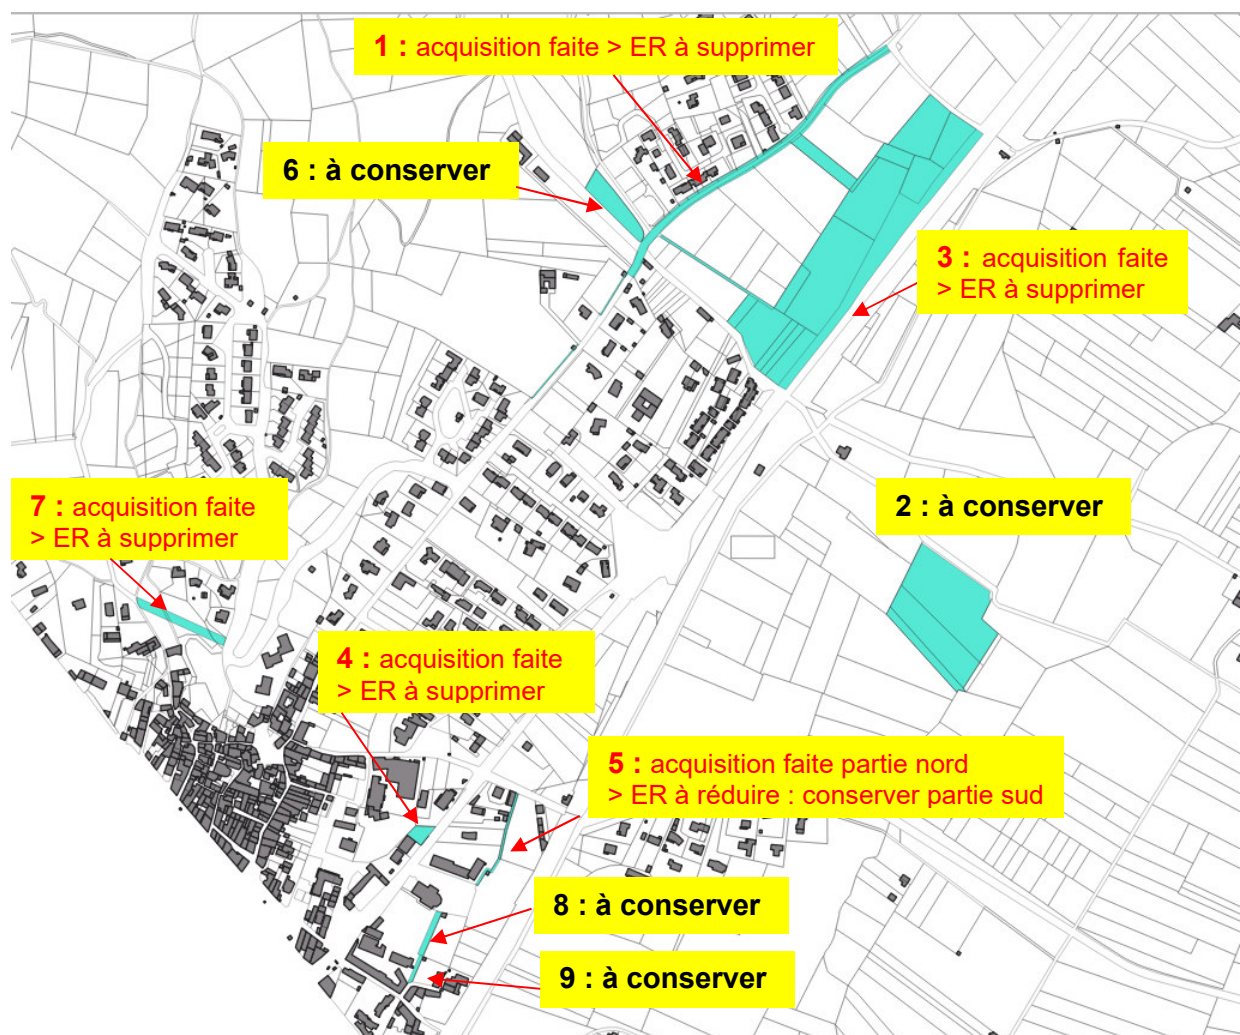 1 : acquisition faite > ER à supprimer
6 : à conserver
3 : acquisition faite
> ER à supprimer
2 : à conserver
7 : acquisition faite
> ER à supprimer
4 : acquisition faite
> ER à supprimer
5 : acquisition faite partie nord
> ER à réduire : conserver partie sud
8 : à conserver
9 : à conserver